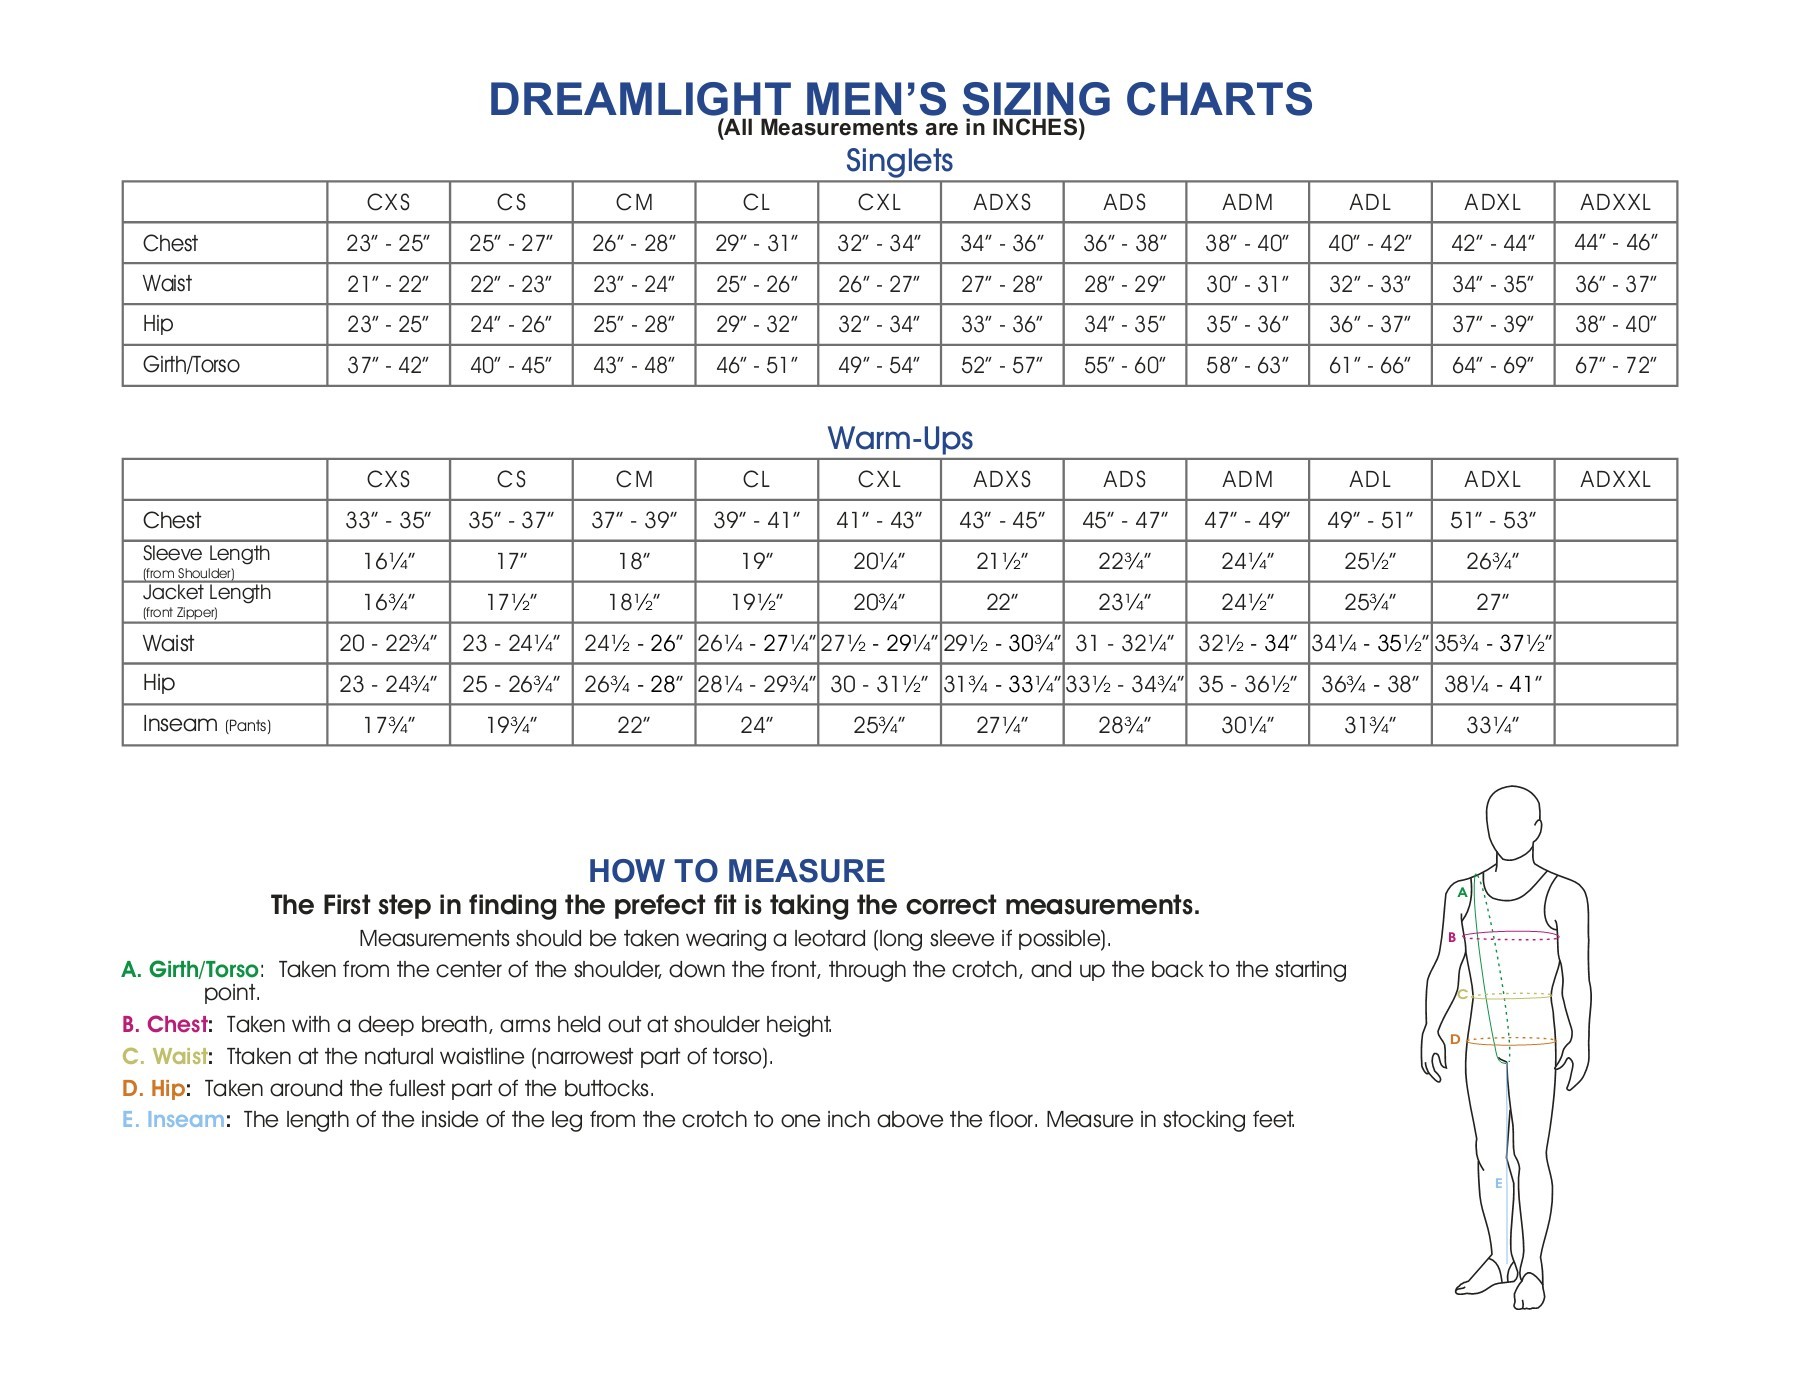 DREAMLIGHT MEN’S SIZING CHARTS
(All Measurements are in INCHES)
Singlets
CXS CS CM CL CXL ADXS ADS ADM ADL ADXL ADXXL
Chest 23” - 25” 25” - 27” 26” - 28” 29” - 31” 32” - 34” 34” - 36” 36” - 38” 38” - 40” 40” - 42” 42” - 44” 44” - 46”
Waist 21” - 22” 22” - 23” 23” - 24” 25” - 26” 26” - 27” 27” - 28” 28” - 29” 30” - 31” 32” - 33” 34” - 35” 36” - 37”
Hip 23” - 25” 24” - 26” 25” - 28” 29” - 32” 32” - 34” 33” - 36” 34” - 35” 35” - 36” 36” - 37” 37” - 39” 38” - 40”
Girth/Torso 37” - 42” 40” - 45” 43” - 48” 46” - 51” 49” - 54” 52” - 57” 55” - 60” 58” - 63” 61” - 66” 64” - 69” 67” - 72”
Warm-Ups
CXS CS CM CL CXL ADXS ADS ADM ADL ADXL ADXXL
Chest 33” - 35” 35” - 37” 37” - 39” 39” - 41” 41” - 43” 43” - 45” 45” - 47” 47” - 49” 49” - 51” 51” - 53”
Sleeve Length 16¼” 17” 18” 19” 20¼” 21½” 22¾” 24¼” 25½” 26¾”
(from Shoulder)
Jacket Length 16¾” 17½” 18½” 19½” 20¾” 22” 23¼” 24½” 25¾” 27”
(front Zipper)
Waist 20 - 22¾” 23 - 24¼” 24½ - 26” 26¼ - 27¼” 27½ - 29¼” 29½ - 30¾” 31 - 32¼” 32½ - 34” 34¼ - 35½” 35¾ - 37½”
Hip 23 - 24¾” 25 - 26¾” 26¾ - 28” 28¼ - 29¾” 30 - 31½” 31¾ - 33¼” 33½ - 34¾” 35 - 36½” 36¾ - 38” 38¼ - 41”
Inseam (Pants) 17¾” 19¾” 22” 24” 25¾” 27¼” 28¾” 30¼” 31¾” 33¼”
HOW TO MEASURE
The First step in finding the prefect fit is taking the correct measurements.
Measurements should be taken wearing a leotard (long sleeve if possible).
A. Girth/Torso: Taken from the center of the shoulder, down the front, through the crotch, and up the back to the starting
point.
B. Chest: Taken with a deep breath, arms held out at shoulder height.
C. Waist: Ttaken at the natural waistline (narrowest part of torso).
D. Hip: Taken around the fullest part of the buttocks.
E. Inseam: The length of the inside of the leg from the crotch to one inch above the floor. Measure in stocking feet.
A
B
C
D
E